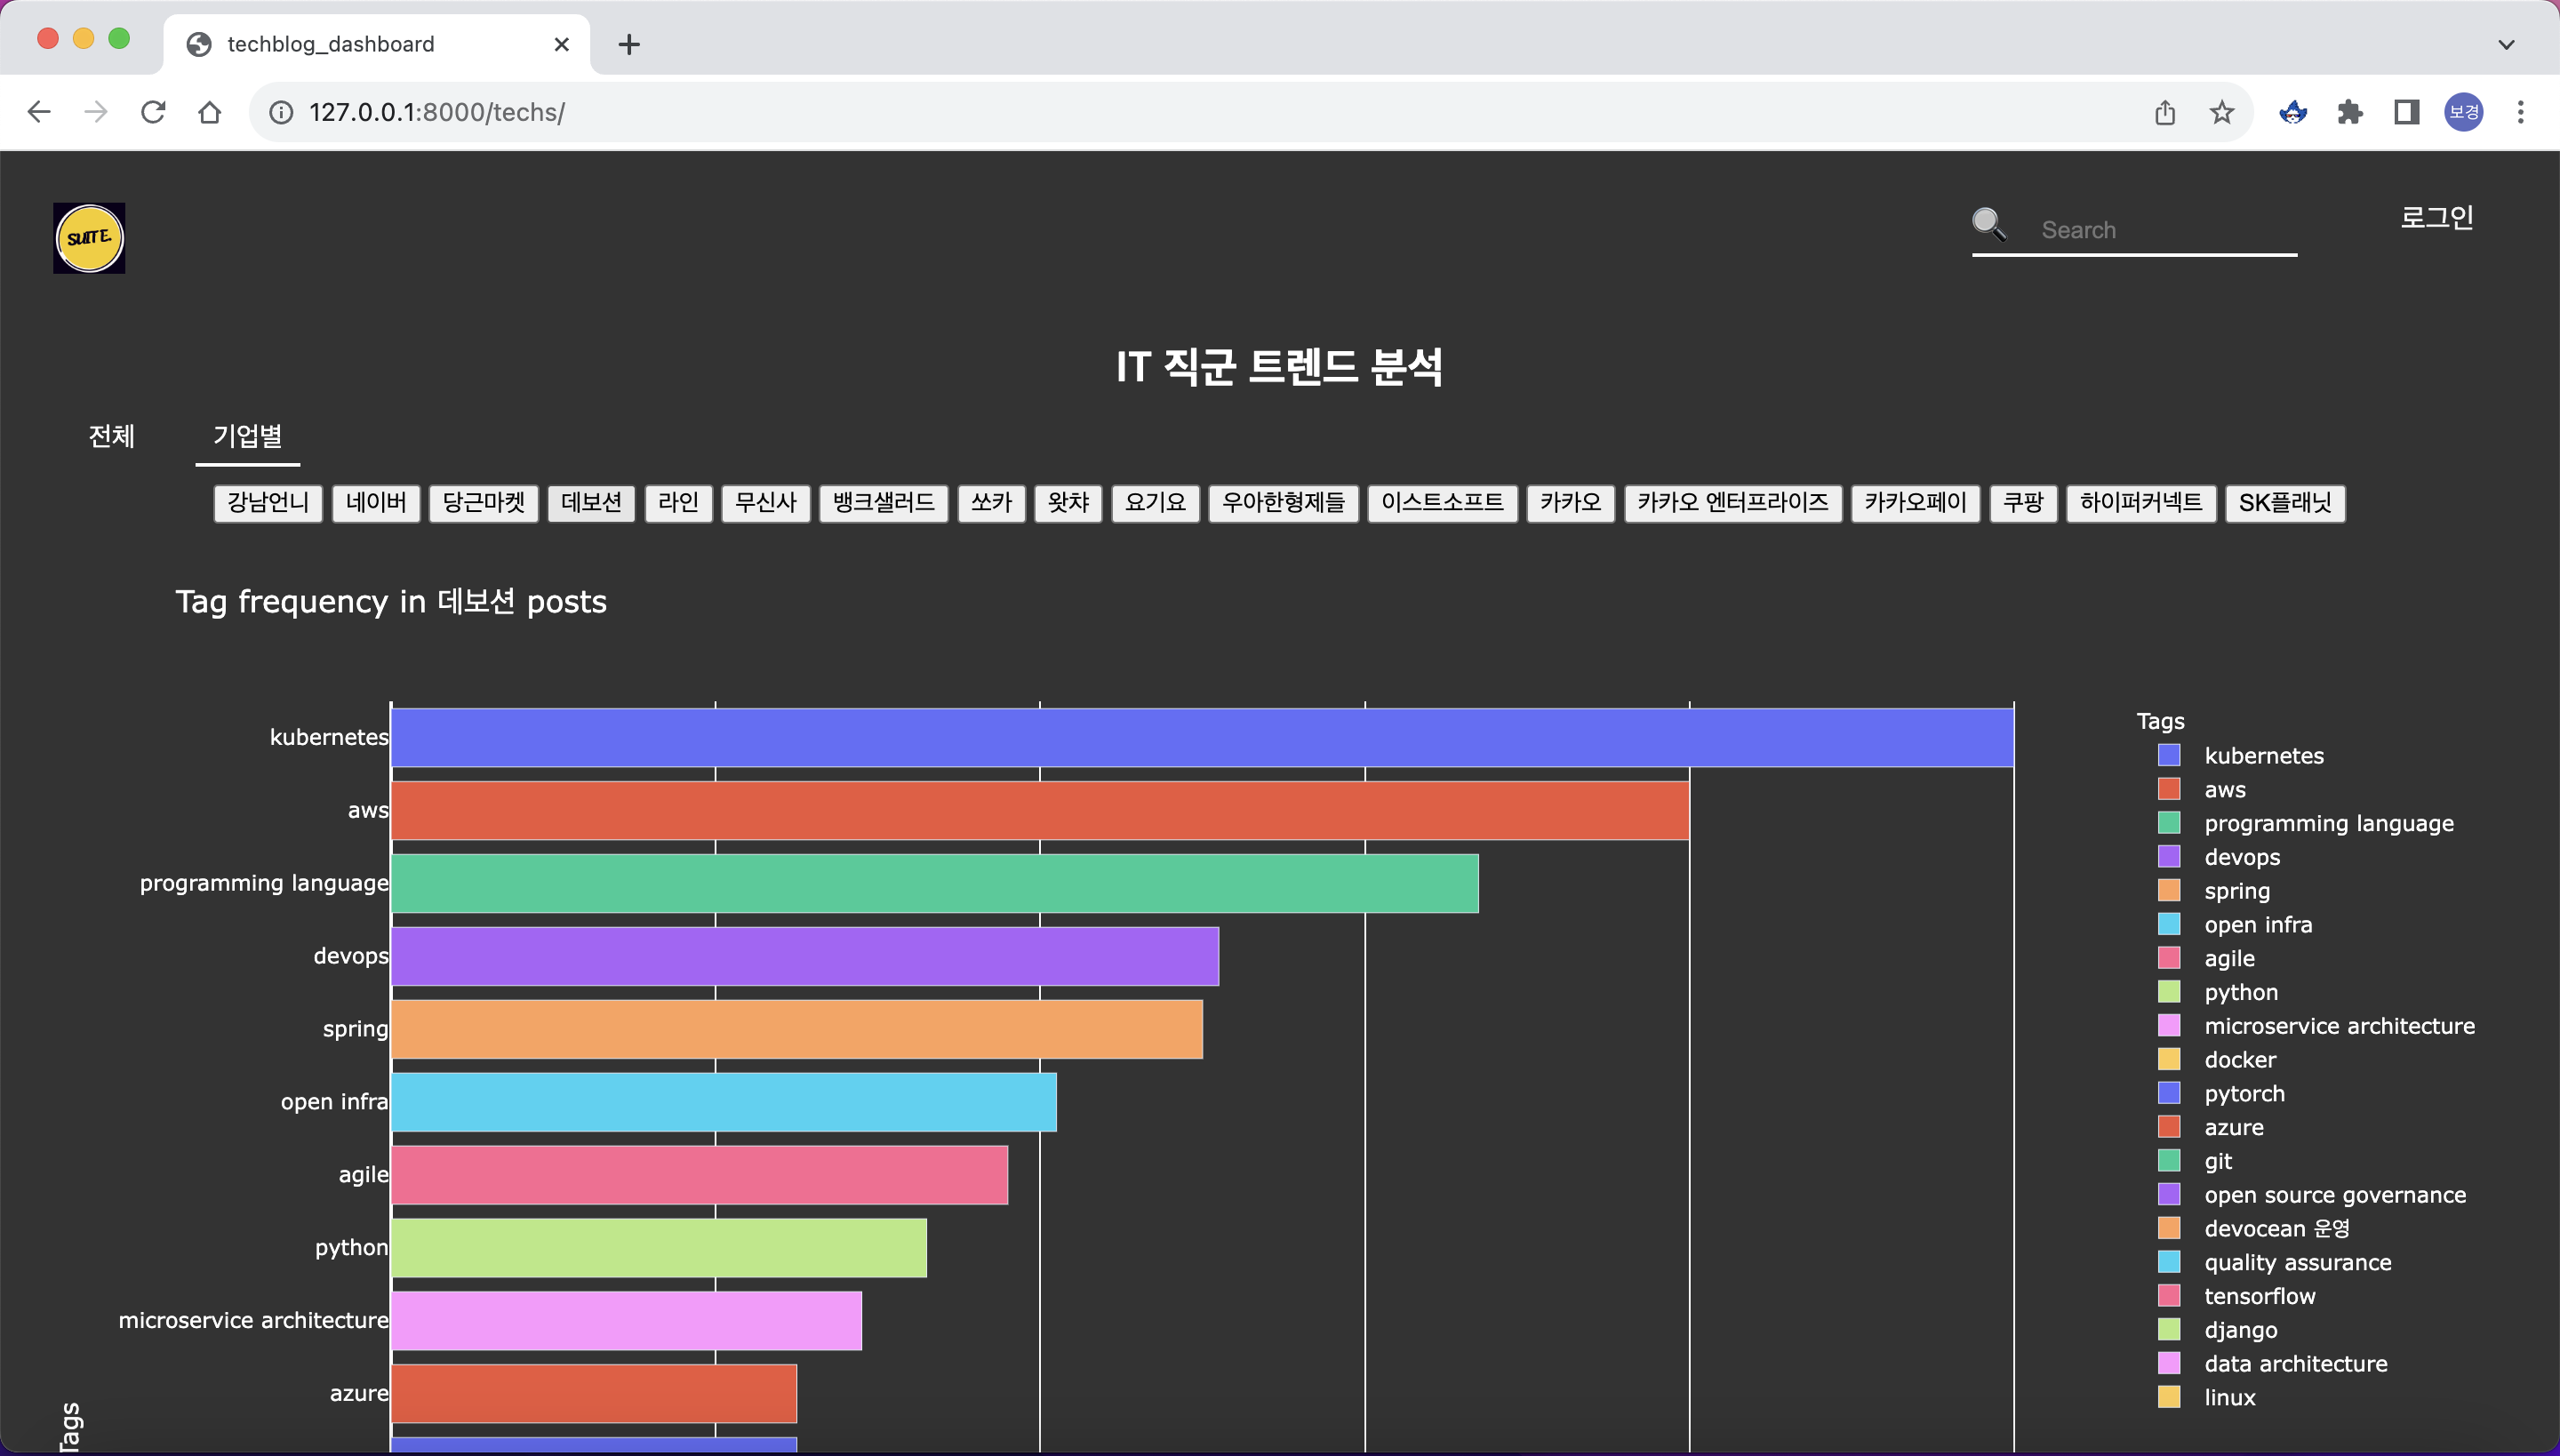 techblog_dashboard
127.0.0.1:8000/techs/
보경
SUITE.
Search
로그인
IT 직군 트렌드 분석
전체 기업별
강남언니 네이버 당근마켓 데보션 라인 무신사 뱅크샐러드 쏘카 왓챠 요기요 우아한형제들 이스트소프트 카카오 카카오 엔터프라이즈 카카오페이 쿠팡 하이퍼커넥트 SK플래닛
Tag frequency in 데보션 posts
kubernetes
aws
programming language
devops
spring
open infra
agile
python
microservice architecture
azure
Tags
Tags
kubernetes
aws
programming language
devops
spring
open infra
agile
python
microservice architecture
docker
pytorch
azure
git
open source governance
devocean 운영
quality assurance
tensorflow
django
data architecture
linux